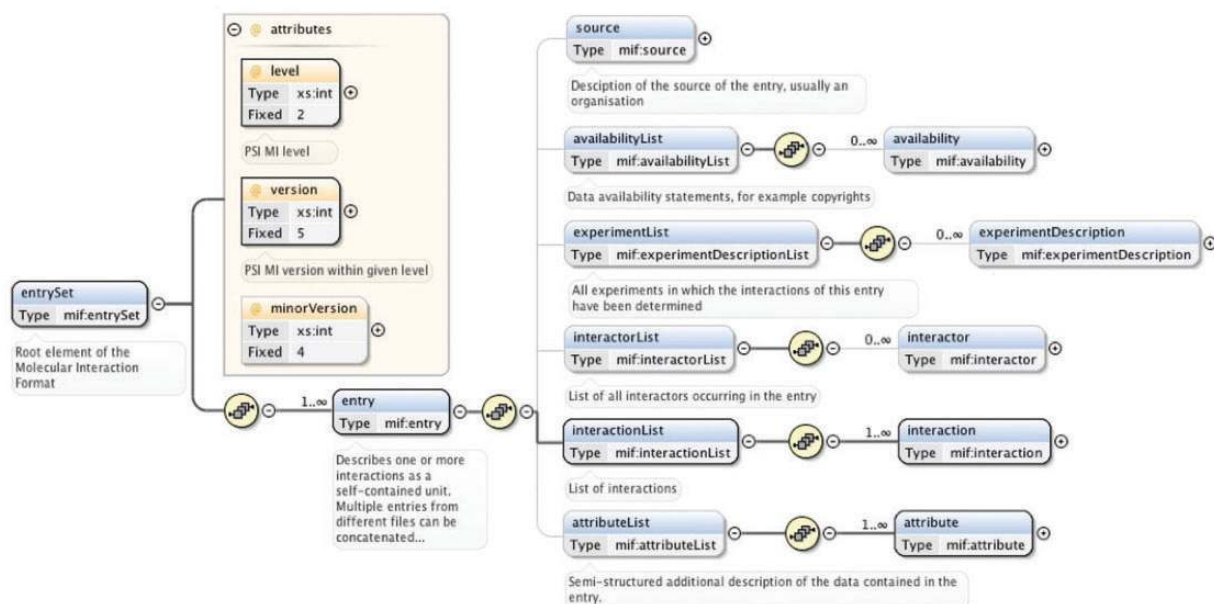 attributes
@ level
Type xs:int
Fixed 2
PSI MI level
@ version
Type xs:int
Fixed 5
PSI MI version within given level
@ minorVersion
Type xs:int
Fixed 4
entrySet
Type mif:entrySet
Root element of the
Molecular Interaction
Format
1..∞
entry
Type mif:entry
Describes one or more
interactions as a
self-contained unit.
Multiple entries from
different files can be
concatenated...
source
Type mif:source
Desciption of the source of the entry, usually an
organisation
availabilityList
Type mif:availabilityList
0..∞
availability
Type mif:availability
Data availability statements, for example copyrights
experimentList
Type mif:experimentDescriptionList
0..∞
experimentDescription
Type mif:experimentDescription
All experiments in which the interactions of this entry
have been determined
interactorList
Type mif:interactorList
0..∞
interactor
Type mif:interactor
List of all interactors occurring in the entry
interactionList
Type mif:interactionList
1..∞
interaction
Type mif:interaction
List of interactions
attributeList
Type mif:attributeList
1..∞
attribute
Type mif:attribute
Semi-structured additional description of the data contained in the
entry.